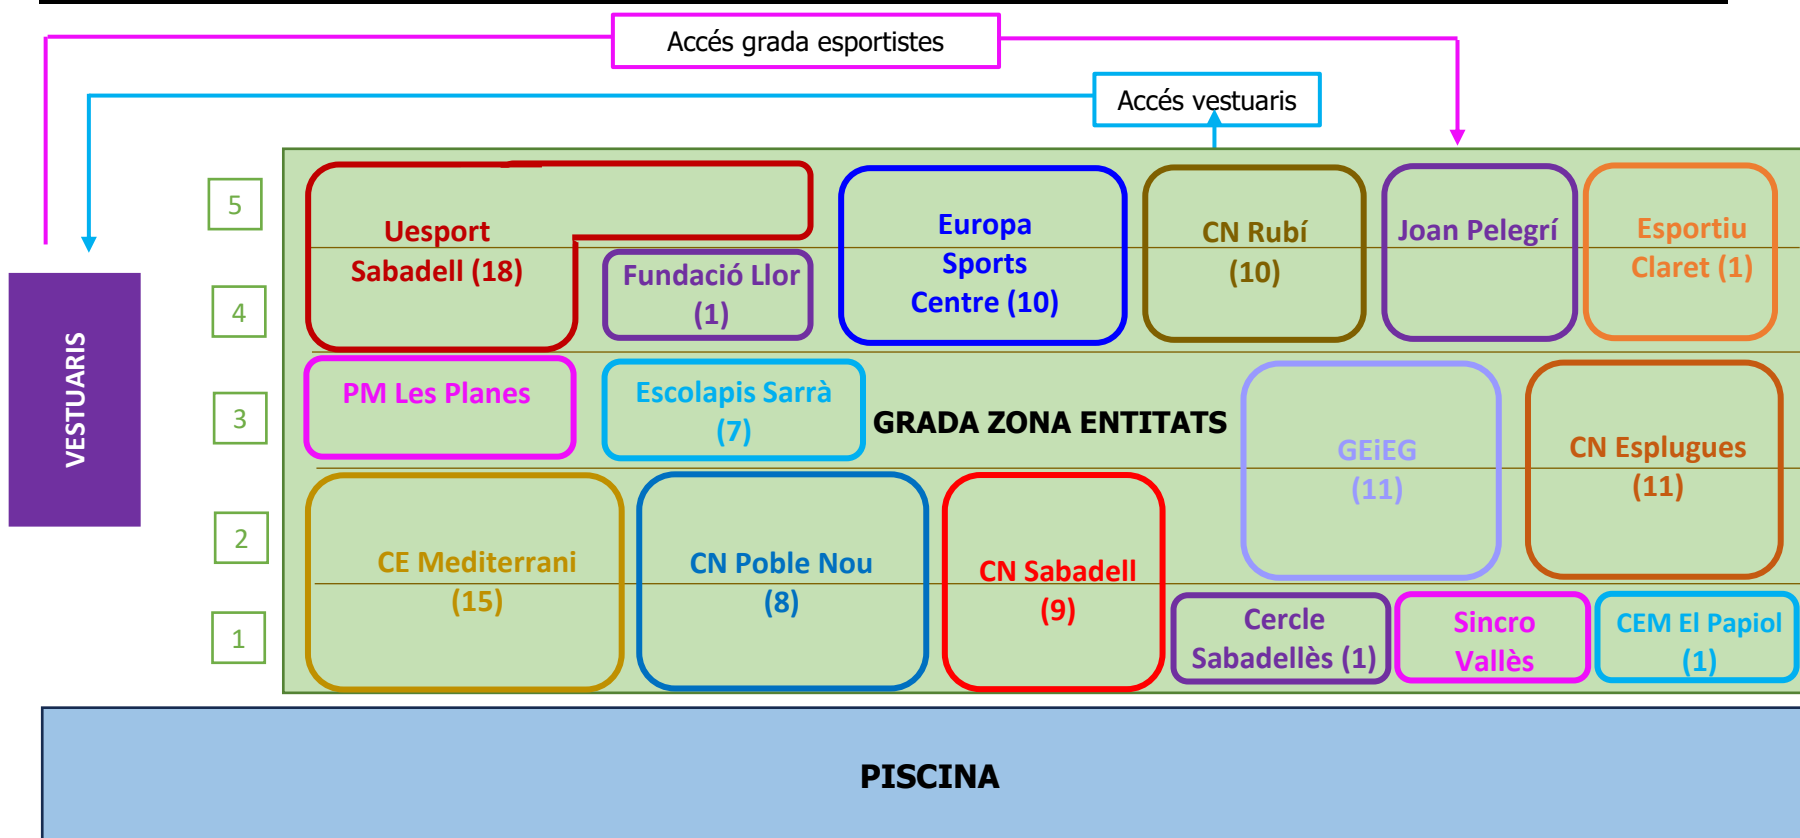 Accés grada esportistes
Accés vestuaris
5
Uesport
Sabadell (18)
Europa
Sports
Centre (10)
CN Rubí
(10)
Joan Pelegrí
Esportiu
Claret (1)
4
Fundació Llor
(1)
VESTUARIS
3
PM Les Planes
Escolapis Sarrà
(7)
GRADA ZONA ENTITATS
GEiEG
(11)
CN Esplugues
(11)
2
CE Mediterrani
(15)
CN Poble Nou
(8)
CN Sabadell
(9)
1
Cercle
Sabadellès (1)
Sincro
Vallès
CEM El Papiol
(1)
PISCINA